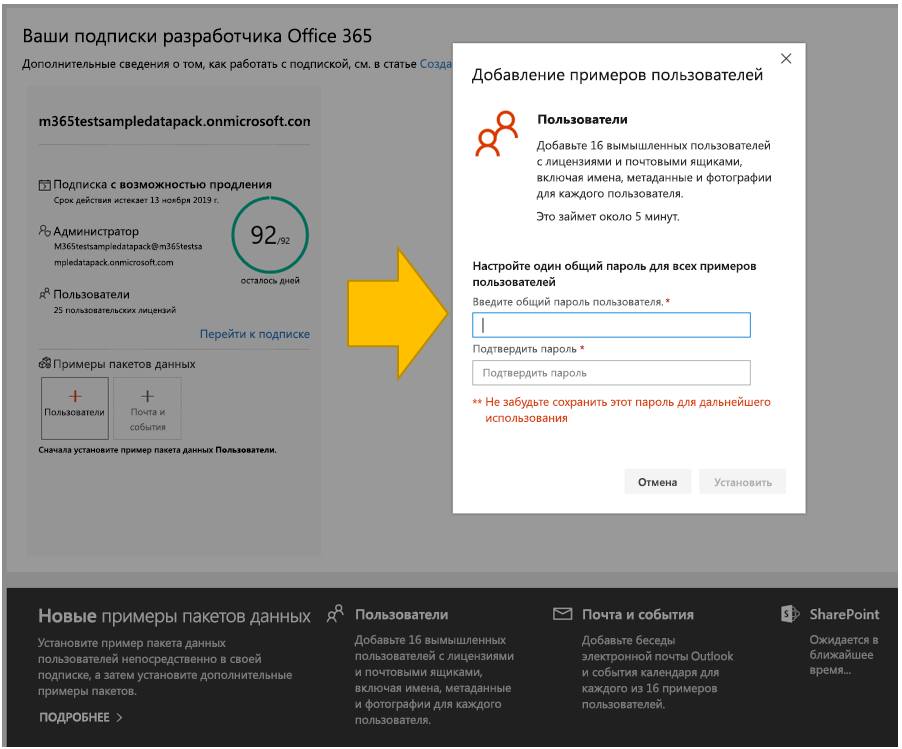 Ваши подписки разработчика Office 365
Дополнительные сведения о том, как работать с подпиской, см. в статье Созда
m365testsampledatapack.onmicrosoft.con
Подписка с возможностью продления
Срок действия истекает 13 ноября 2019 г.
92/92
осталось дней
Администратор
M365testsampledatapack@m365testsa
mpledatapack.onmicrosoft.com
Пользователи
25 пользовательских лицензий
Перейти к подписке
Примеры пакетов данных
Пользователи
Почта и
события
Сначала установите пример пакета данных Пользователи.
Добавление примеров пользователей
Пользователи
Добавьте 16 вымышленных пользователей
с лицензиями и почтовыми ящиками,
включая имена, метаданные и фотографии
для каждого пользователя.
Это займет около 5 минут.
Настройте один общий пароль для всех примеров
пользователей
Введите общий пароль пользователя. *
Подтвердить пароль *
Подтвердить пароль
** Не забудьте сохранить этот пароль для дальнейшего
использования
Отмена
Установить
Новые примеры пакетов данных
Установите пример пакета данных
пользователей непосредственно в своей
подписке, а затем установите дополнительные
примеры пакетов.
ПОДРОБНЕЕ >
Пользователи
Добавьте 16 вымышленных
пользователей с лицензиями
и почтовыми ящиками,
включая имена, метаданные
и фотографии для каждого
пользователя.
Почта и события
Добавьте беседы
электронной почты Outlook
и события календаря для
каждого из 16 примеров
пользователей.
SharePoint
Ожидается в
ближайшее
время...